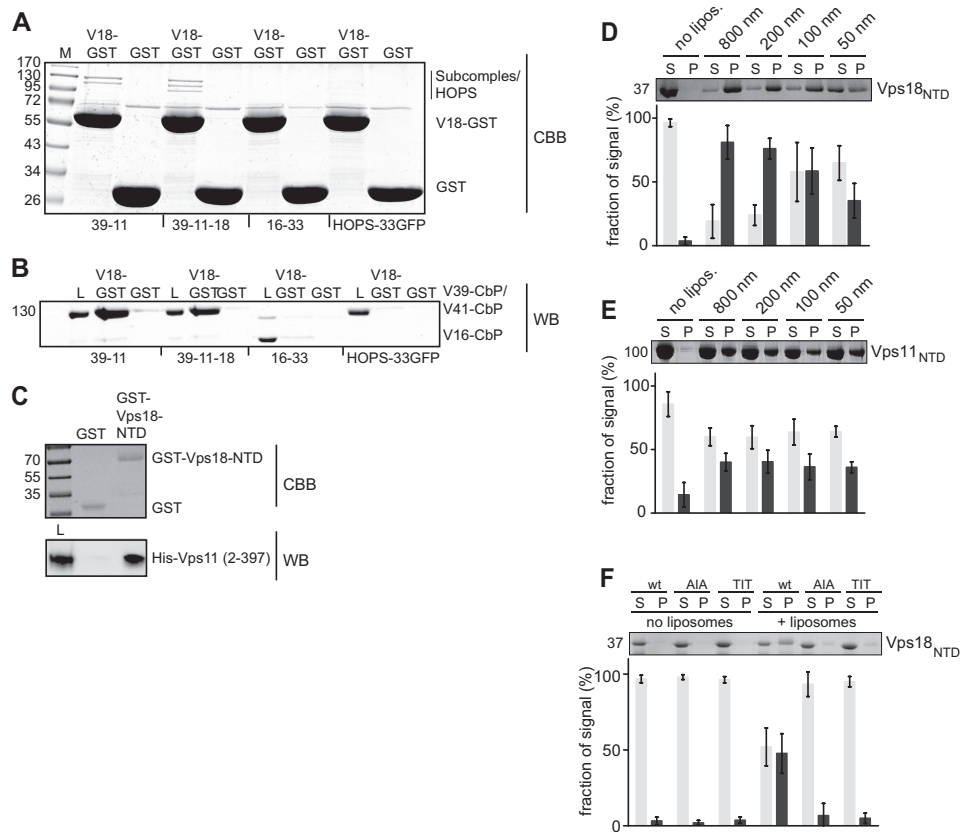 A
V18- V18- V18- V18-
M GST GST GST GST GST GST GST GST
170
130
95
72
55
43
34
26
Subcomples/
HOPS
V18-GST
GST
CBB
39-11 39-11-18 16-33 HOPS-33GFP
B
V18- V18- V18- V18-
L GST GST L GST GST L GST GST L GST GST
130
V39-CbP/
V41-CbP
V16-CbP
WB
39-11 39-11-18 16-33 HOPS-33GFP
C
GST-
Vps18-
GST NTD
70
55
35
GST-Vps18-NTD
GST
CBB
L
His-Vps11 (2-397)
WB
D
no lipos. 800 nm 200 nm 100 nm 50 nm
S P S P S P S P S P
37 Vps18NTD
fraction of signal (%)
100
50
0
E
no lipos. 800 nm 200 nm 100 nm 50 nm
S P S P S P S P S P
100 Vps11NTD
fraction of signal (%)
100
50
0
F
wt AIA TIT wt AIA TIT
S P S P S P S P S P S P
no liposomes + liposomes
37 Vps18NTD
fraction of signal (%)
100
50
0